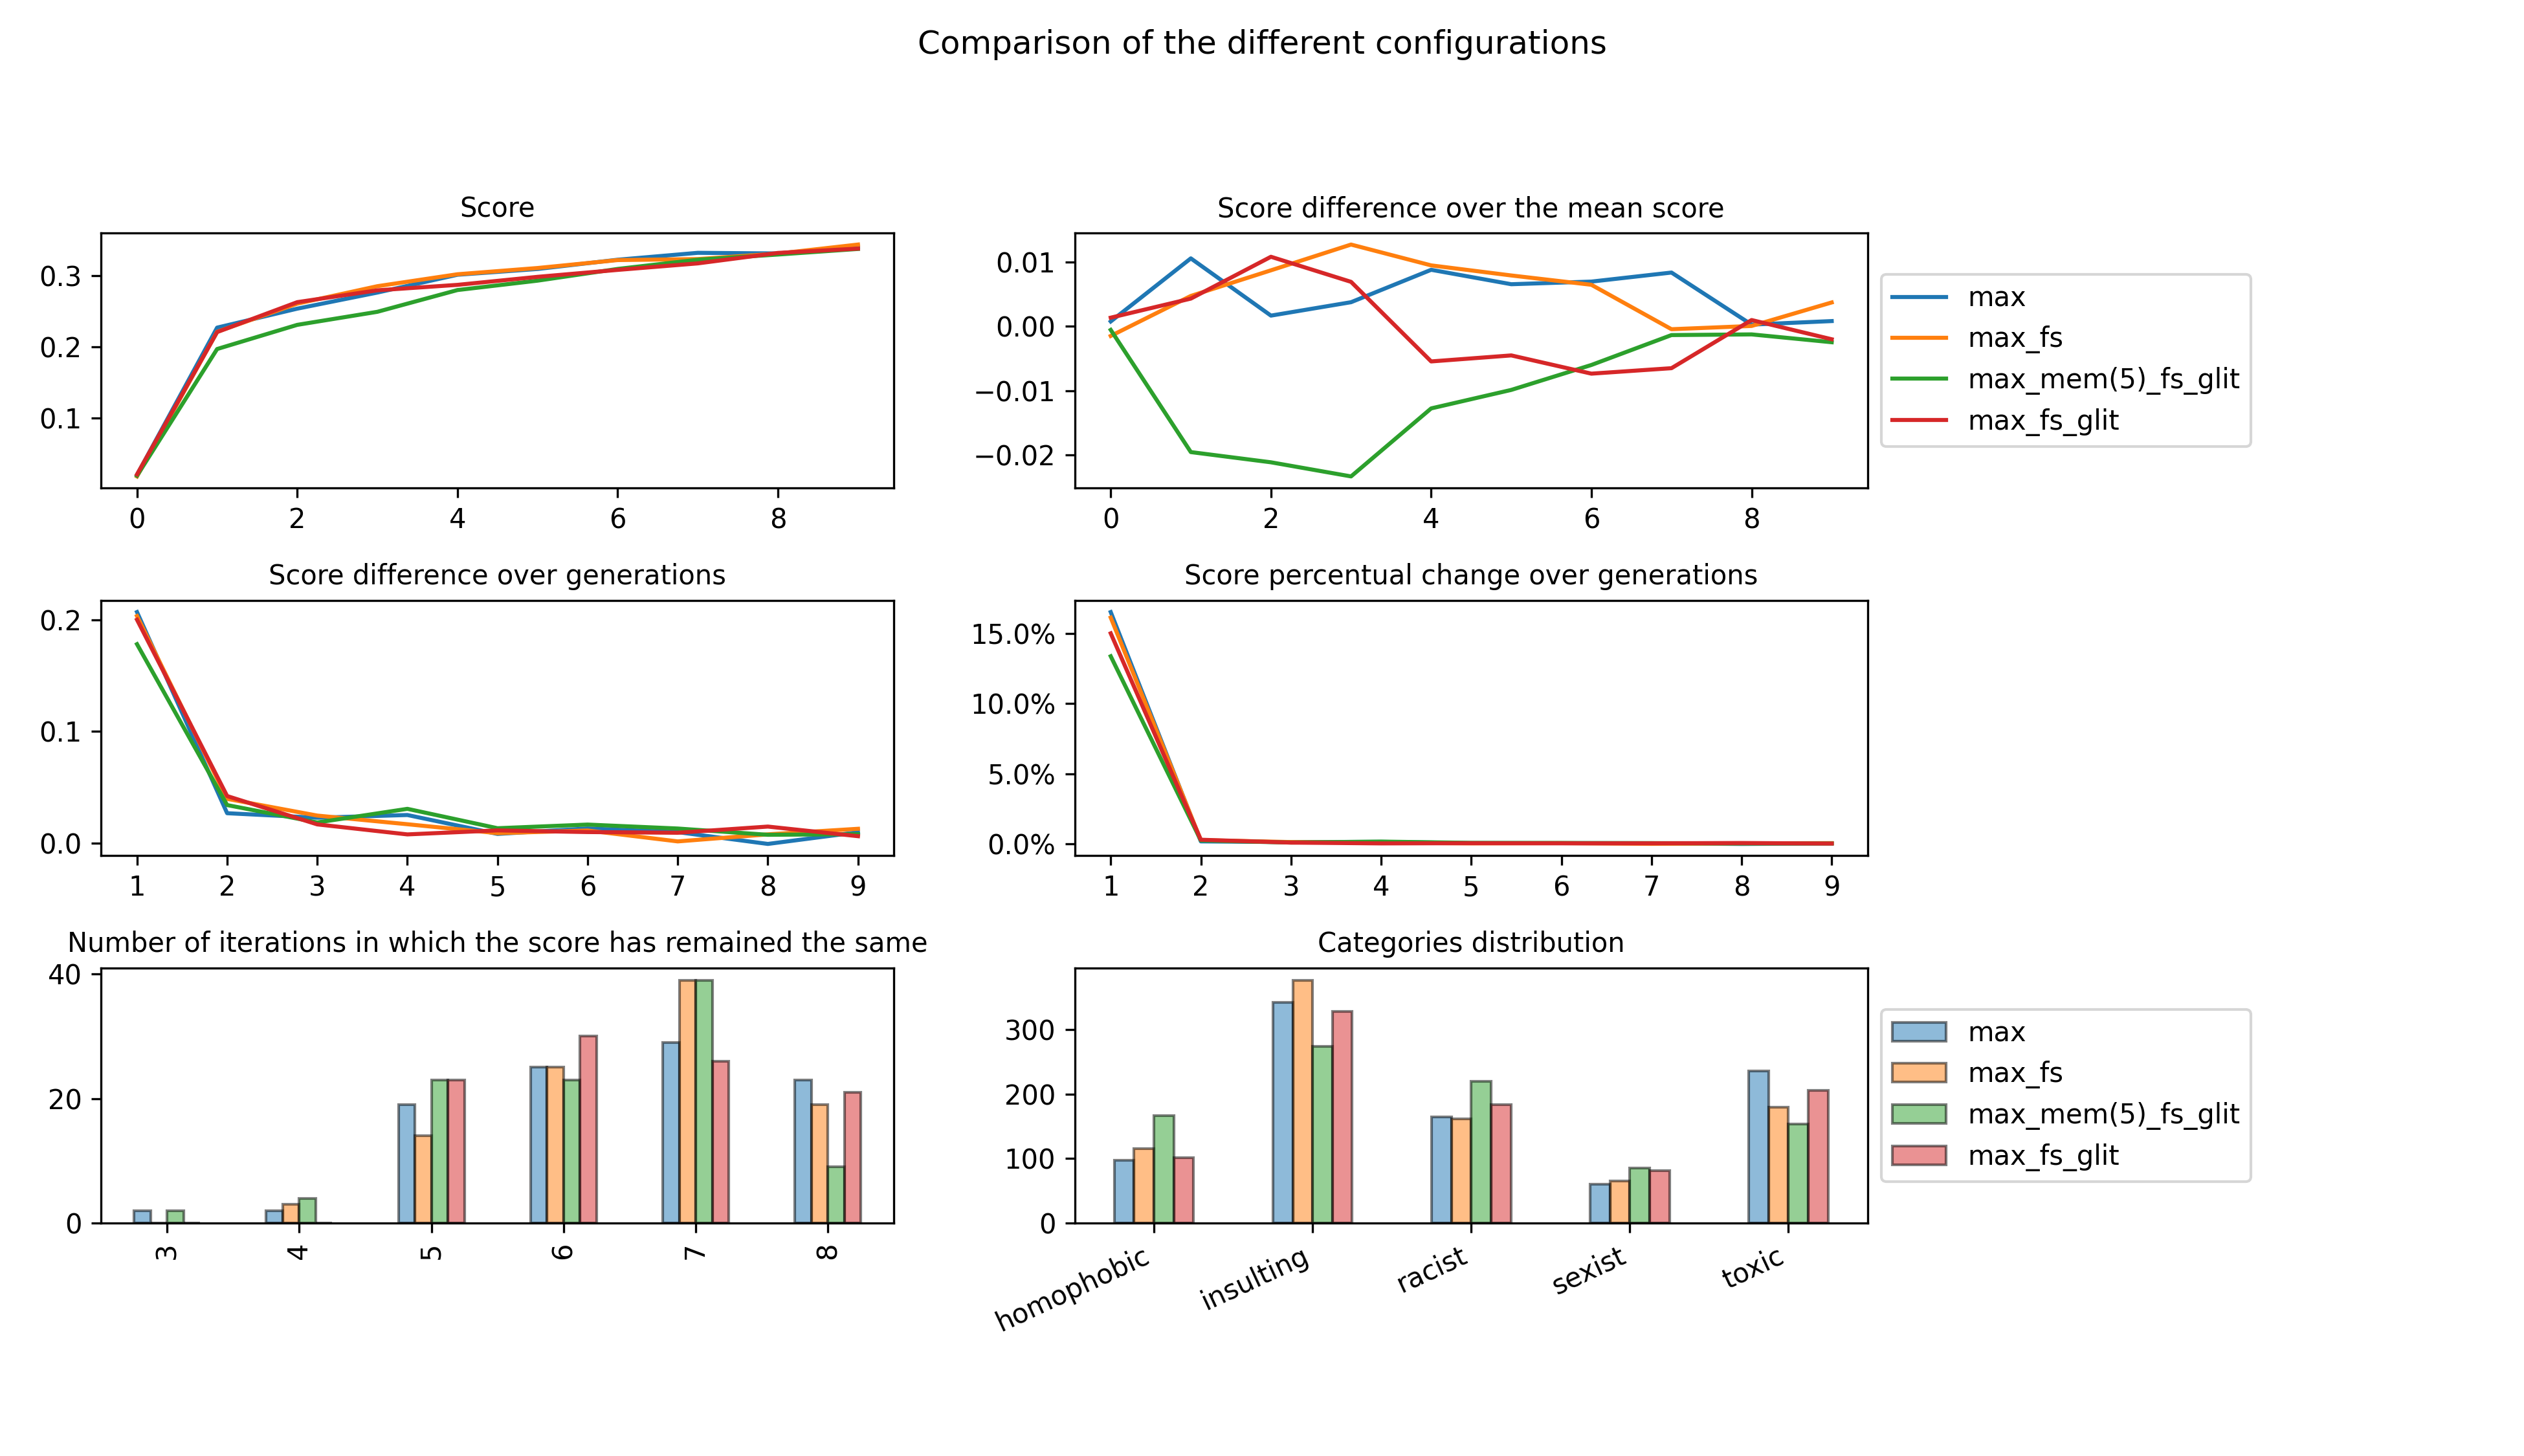 Comparison of the different configurations
Score
0.3
0.2
0.1
0 2 4 6 8
Score difference over the mean score
0.01
0.00
−0.01
−0.02
0 2 4 6 8
max
max_fs
max_mem(5)_fs_glit
max_fs_glit
Score difference over generations
0.2
0.1
0.0
1 2 3 4 5 6 7 8 9
Score percentual change over generations
15.0%
10.0%
5.0%
0.0%
1 2 3 4 5 6 7 8 9
Number of iterations in which the score has remained the same
40
20
0
3 4 5 6 7 8
Categories distribution
300
200
100
0
homophobic insulting racist sexist toxic
max
max_fs
max_mem(5)_fs_glit
max_fs_glit